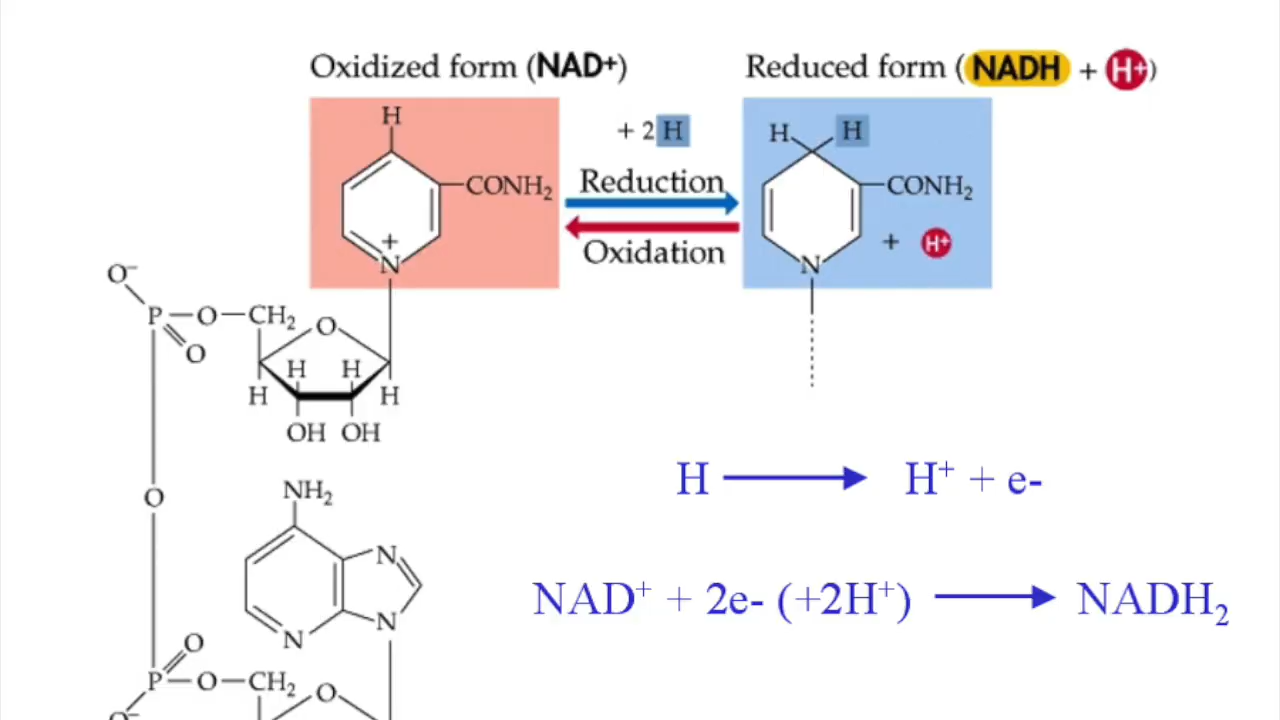 Oxidized form (NAD+)
Reduced form (NADH + H+)
H
+ 2 H
H
H
CONH₂
Reduction
CONH₂
+
N
Oxidation
+ H+
N
O⁻
P
O
CH₂
O
O
H
H
H
H
OH
OH
H → H⁺ + e-
O
NH₂
N
NAD⁺ + 2e- (+2H⁺) → NADH₂
N
N
O
P
O
CH₂
O
O⁻